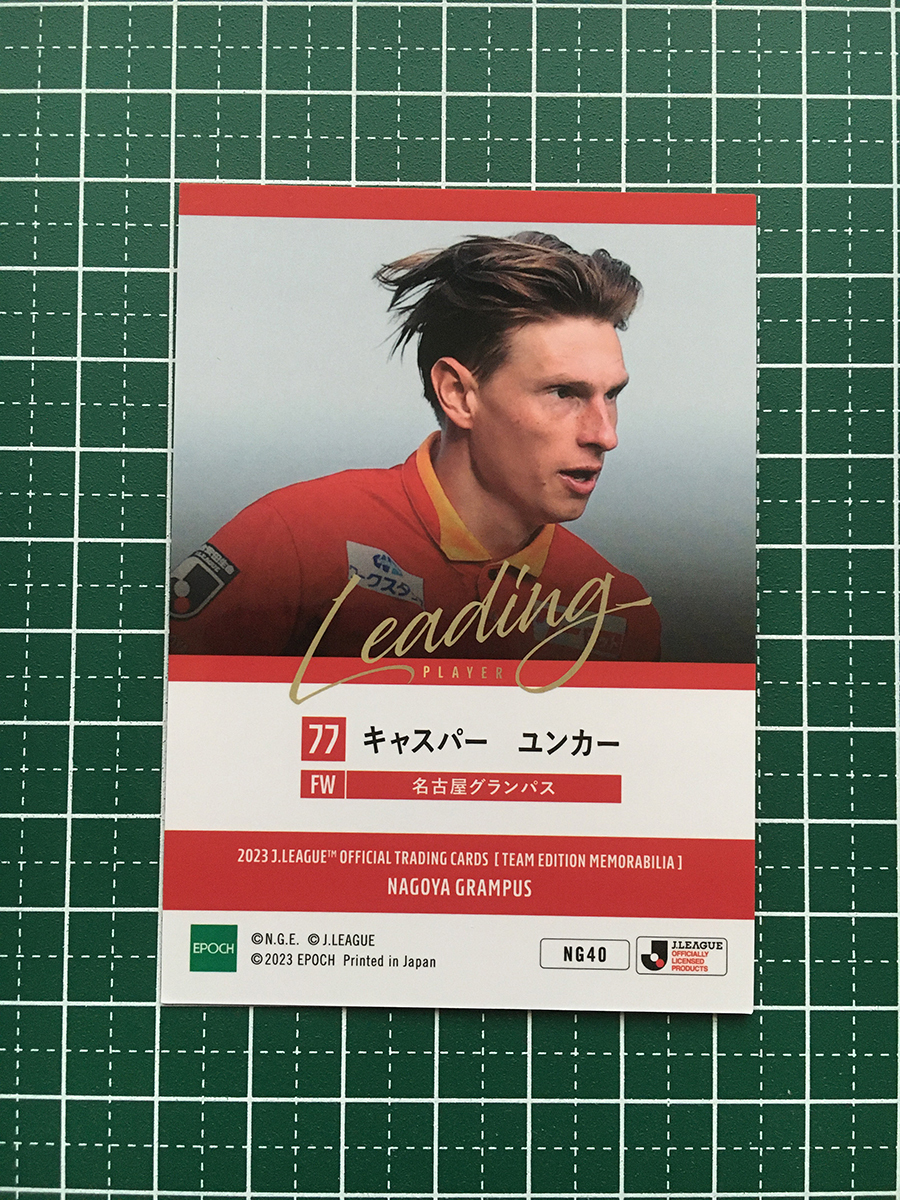 Leading
PLAYER
77 キャスパー ユンカー
FW 名古屋グランパス
2023 J.LEAGUE™ OFFICIAL TRADING CARDS [ TEAM EDITION MEMORABILIA ]
NAGOYA GRAMPUS
EPOCH
©N.G.E. ©J.LEAGUE
©2023 EPOCH Printed in Japan
NG40
J.LEAGUE
OFFICIALLY
LICENSED
PRODUCTS